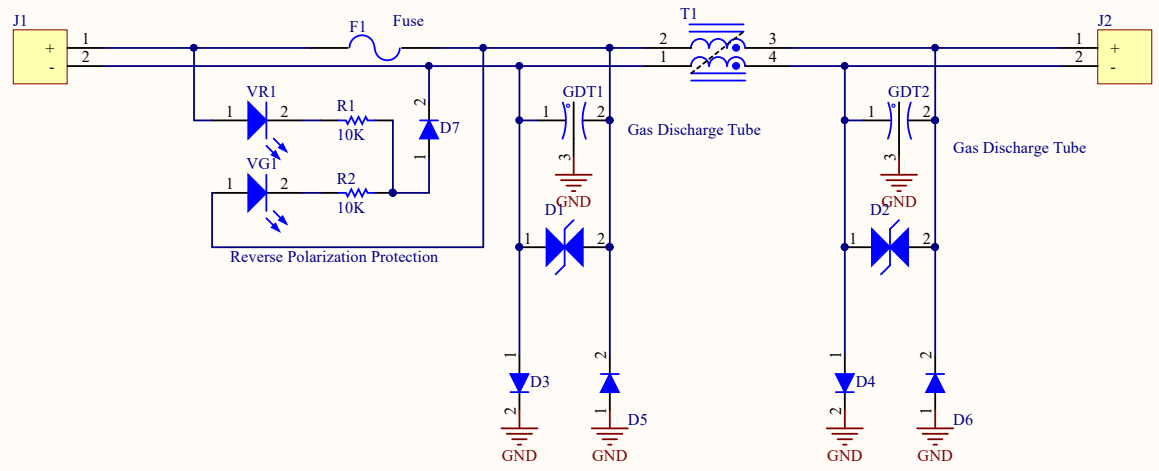 J1
F1
Fuse
T1
J2
+
1
2
3
1
+
-
2
1
4
2
-
VR1
1
2
R1
10K
2
D7
1
GDT1
1
2
3
GND
Gas Discharge Tube
GDT2
1
2
3
GND
Gas Discharge Tube
VG1
1
2
R2
10K
Reverse Polarization Protection
D1
1
2
D2
1
2
1
D3
2
GND
2
1
D5
GND
1
D4
2
GND
2
1
D6
GND